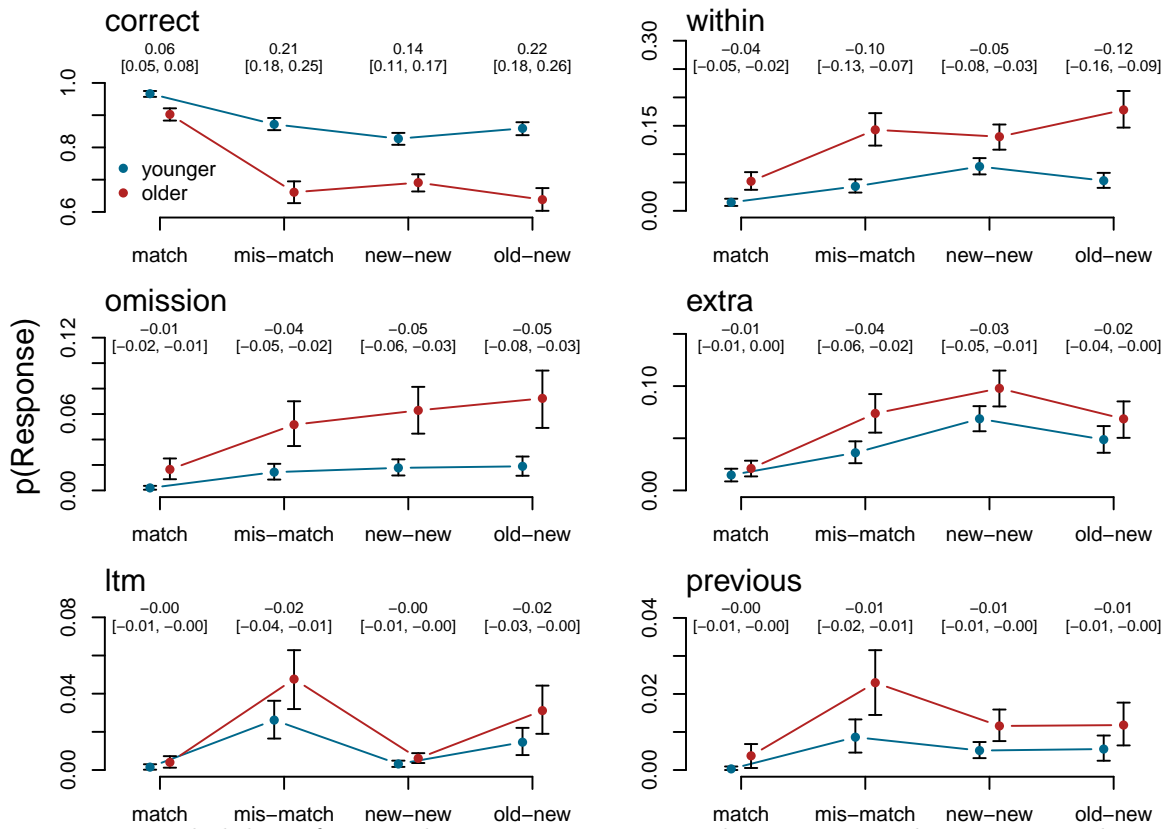 correct
0.06 0.21 0.14 0.22
[0.05, 0.08] [0.18, 0.25] [0.11, 0.17] [0.18, 0.26]
1.0
0.8
0.6
younger
older
match mis−match new−new old−new
within
−0.04 −0.10 −0.05 −0.12
[−0.05, −0.02] [−0.13, −0.07] [−0.08, −0.03] [−0.16, −0.09]
0.30
0.15
0.00
match mis−match new−new old−new
p(Response)
omission
−0.01 −0.04 −0.05 −0.05
[−0.02, −0.01] [−0.05, −0.02] [−0.06, −0.03] [−0.08, −0.03]
0.12
0.06
0.00
match mis−match new−new old−new
extra
−0.01 −0.04 −0.03 −0.02
[−0.01, 0.00] [−0.06, −0.02] [−0.05, −0.01] [−0.04, −0.00]
0.10
0.00
match mis−match new−new old−new
ltm
−0.00 −0.02 −0.00 −0.02
[−0.01, −0.00] [−0.04, −0.01] [−0.01, −0.00] [−0.03, −0.00]
0.08
0.04
0.00
match mis−match new−new old−new
previous
−0.00 −0.01 −0.01 −0.01
[−0.01, −0.00] [−0.02, −0.01] [−0.01, −0.00] [−0.01, −0.00]
0.04
0.02
0.00
match mis−match new−new old−new